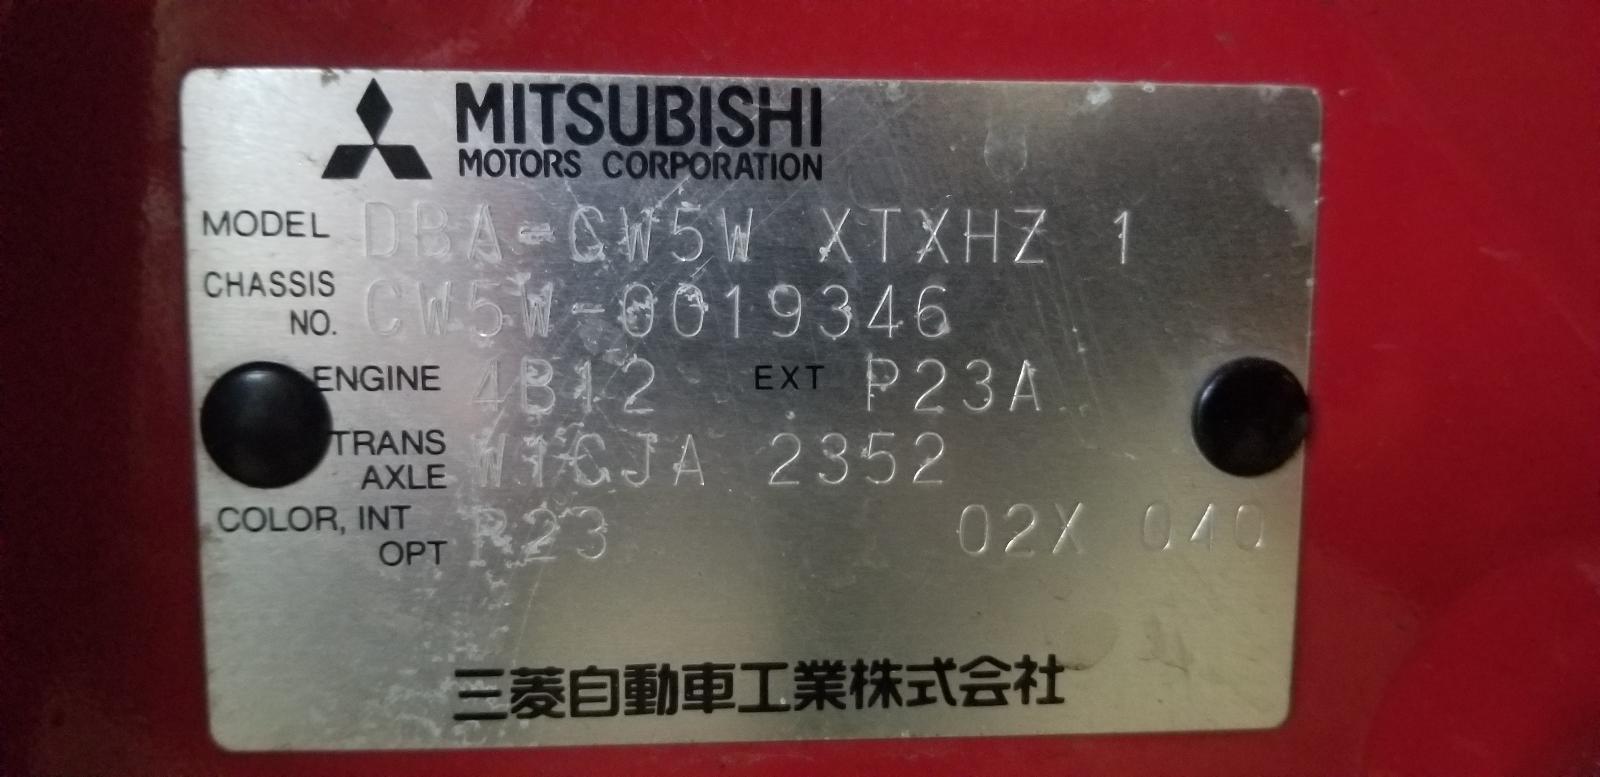 MITSUBISHI
MOTORS CORPORATION
MODEL DBA-CW5W XTXHZ 1
CHASSIS NO. CW5W-0019346
ENGINE 4B12 EXT P23A
TRANS AXLE W1CJA 2352
COLOR, INT OPT P23 02X 040
三菱自動車工業株式会社